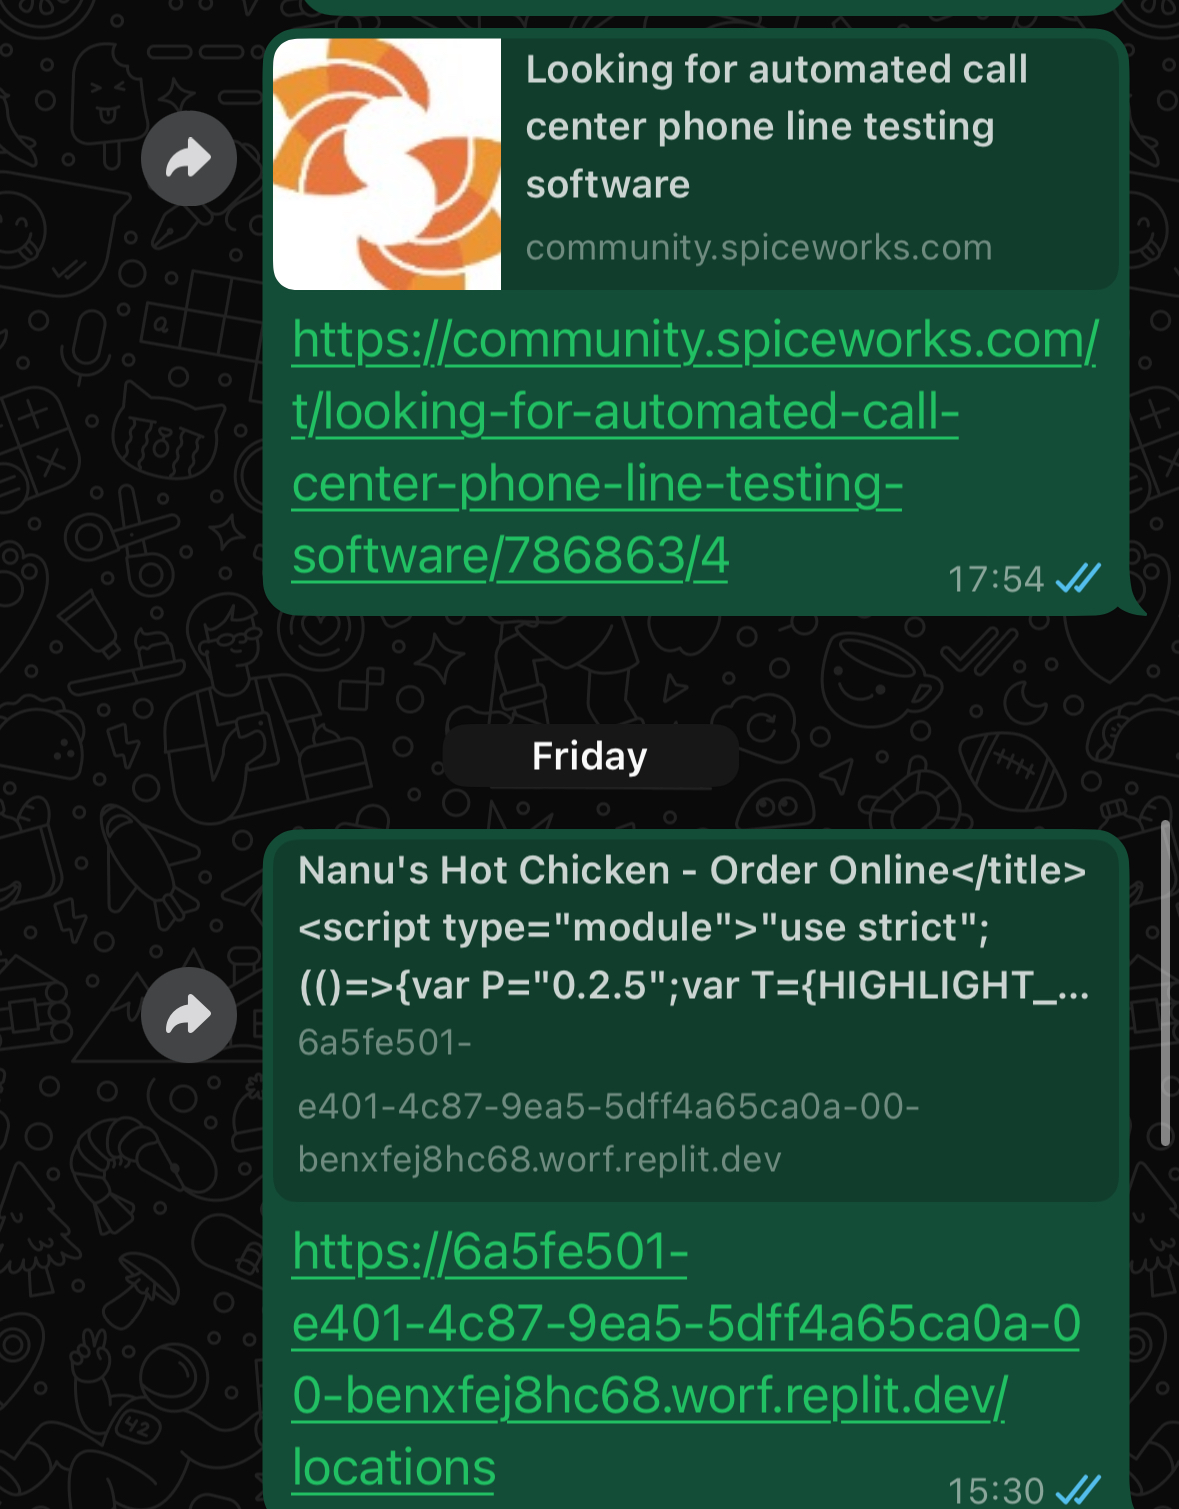 Looking for automated call
center phone line testing
software
community.spiceworks.com
https://community.spiceworks.com/
t/looking-for-automated-call-
center-phone-line-testing-
software/786863/4
17:54
Friday
Nanu's Hot Chicken - Order Online</title>
<script type="module">"use strict";
(()=>{var P="0.2.5";var T={HIGHLIGHT_...
6a5fe501-
e401-4c87-9ea5-5dff4a65ca0a-00-
benxfej8hc68.worf.replit.dev
https://6a5fe501-
e401-4c87-9ea5-5dff4a65ca0a-0
0-benxfej8hc68.worf.replit.dev/
locations
15:30